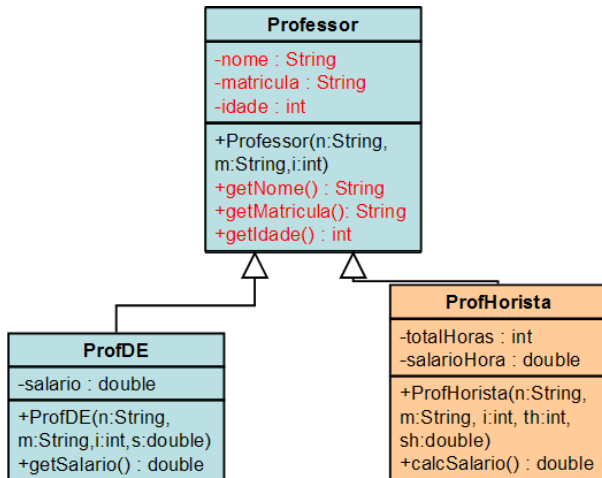 Professor
-nome : String
-matricula : String
-idade : int
+Professor(n:String,
m:String,i:int)
+getNome() : String
+getMatricula(): String
+getIdade() : int
ProfDE
-salario : double
+ProfDE(n:String,
m:String,i:int,s:double)
+getSalario() : double
ProfHorista
-totalHoras : int
-salarioHora : double
+ProfHorista(n:String,
m:String, i:int, th:int,
sh:double)
+calcSalario() : double